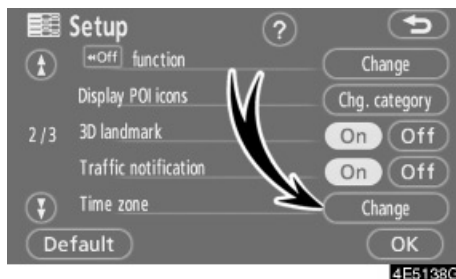 Setup ?
◂◂Off function Change
Display POI icons Chg. category
2/3 3D landmark On Off
Traffic notification On Off
Time zone Change
Default OK
4E5138G